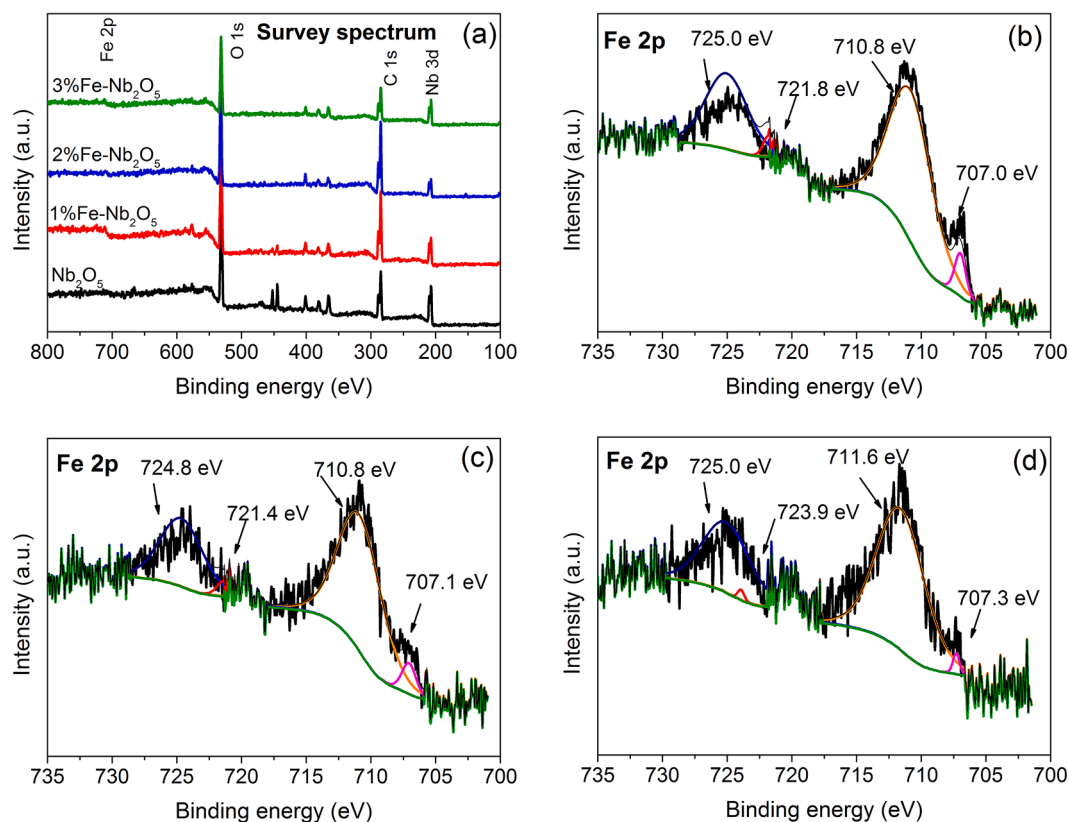 Survey spectrum
(a)
Fe 2p
O 1s
C 1s
Nb 3d
3%Fe-Nb₂O₅
2%Fe-Nb₂O₅
1%Fe-Nb₂O₅
Nb₂O₅
Intensity (a.u.)
800 700 600 500 400 300 200 100
Binding energy (eV)
Fe 2p
(b)
725.0 eV
721.8 eV
710.8 eV
707.0 eV
Intensity (a.u.)
735 730 725 720 715 710 705 700
Binding energy (eV)
Fe 2p
(c)
724.8 eV
721.4 eV
710.8 eV
707.1 eV
Intensity (a.u.)
735 730 725 720 715 710 705 700
Binding energy (eV)
Fe 2p
(d)
725.0 eV
723.9 eV
711.6 eV
707.3 eV
Intensity (a.u.)
735 730 725 720 715 710 705 700
Binding energy (eV)